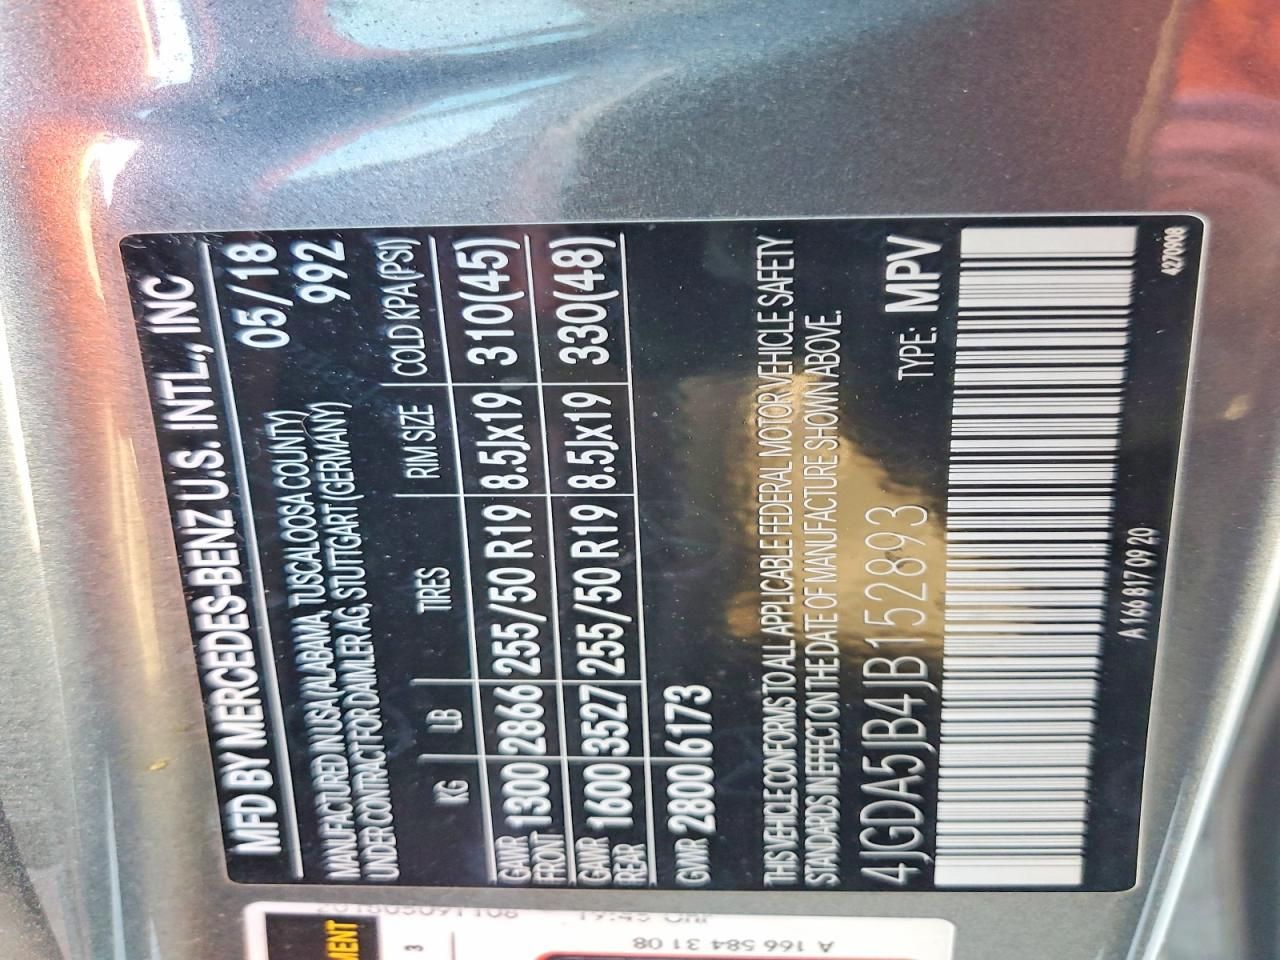 MFD BY MERCEDES-BENZ U.S. INTL., INC
05/18
992
MANUFACTURED IN USA (ALABAMA, TUSCALOOSA COUNTY)
UNDER CONTRACT FOR DAIMLER AG, STUTTGART (GERMANY)
KG LB TIRES RIM SIZE COLD KPA (PSI)
GAWR FRONT 1300 2866 255/50 R19 8.5Jx19 310(45)
GAWR REAR 1600 3527 255/50 R19 8.5Jx19 330(48)
GWR 2800 6173
THIS VEHICLE CONFORMS TO ALL APPLICABLE FEDERAL MOTOR VEHICLE SAFETY
STANDARDS IN EFFECT ON THE DATE OF MANUFACTURE SHOWN ABOVE.
4JGDA5JB4JB152893 TYPE: MPV
A 166 817 09 20
427090B
MENT
3
A 166 584 31 08